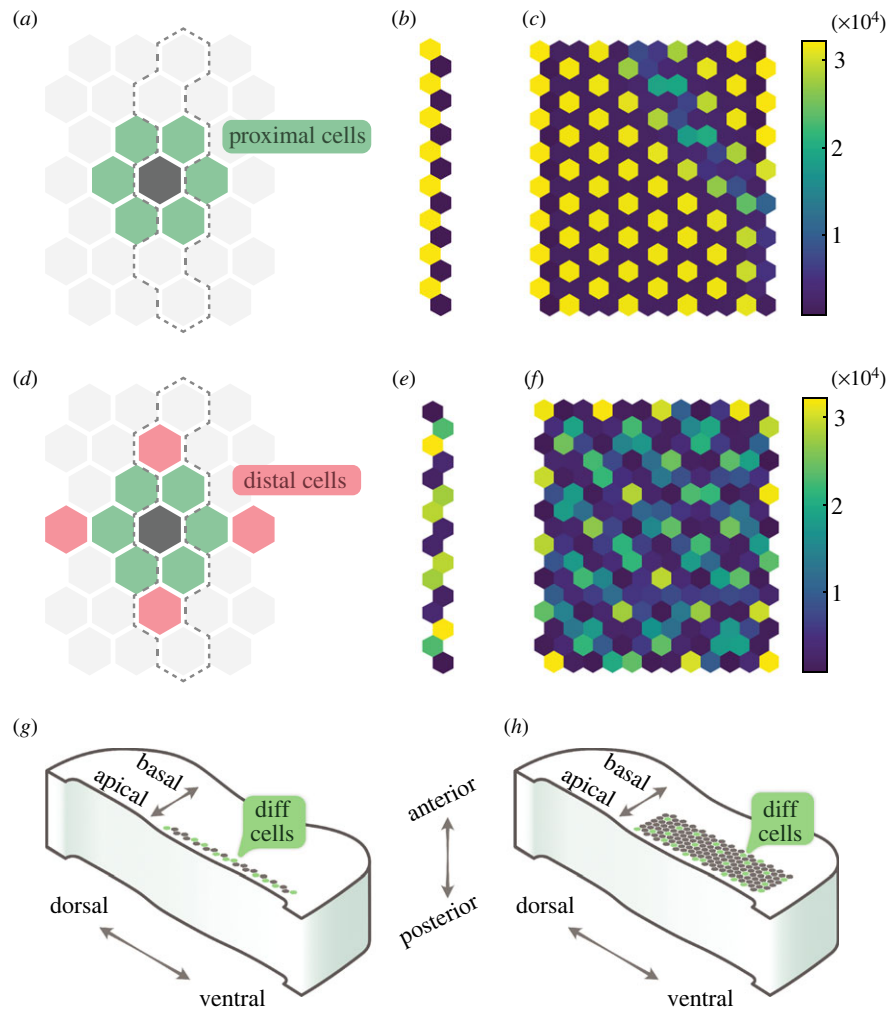 (a)
(b)
(c)
(×10⁴)
proximal cells
3
2
1
(d)
(e)
(f)
(×10⁴)
distal cells
3
2
1
(g)
(h)
basal
apical
diff
cells
dorsal
ventral
anterior
posterior
basal
apical
diff
cells
dorsal
ventral